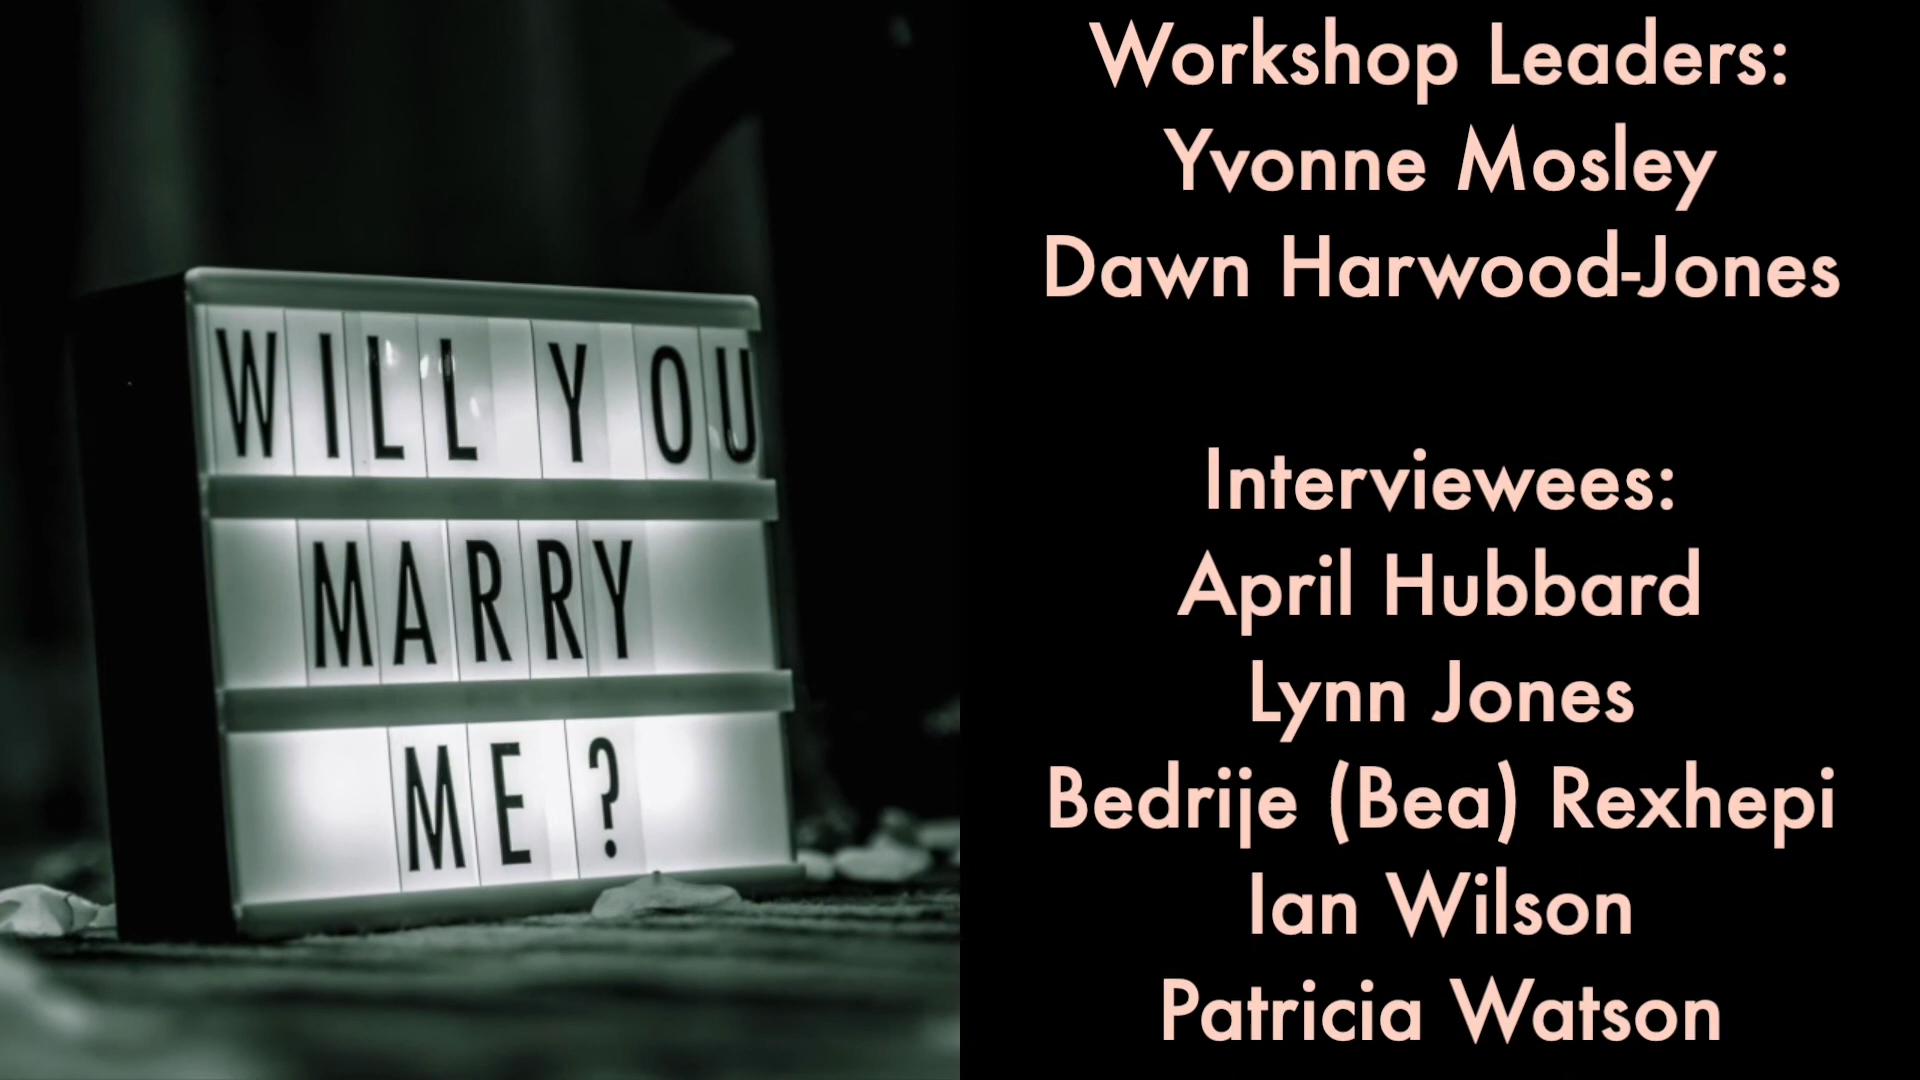 WILL YOU
MARRY
ME?
Workshop Leaders:
Yvonne Mosley
Dawn Harwood-Jones
Interviewees:
April Hubbard
Lynn Jones
Bedrije (Bea) Rexhepi
Ian Wilson
Patricia Watson